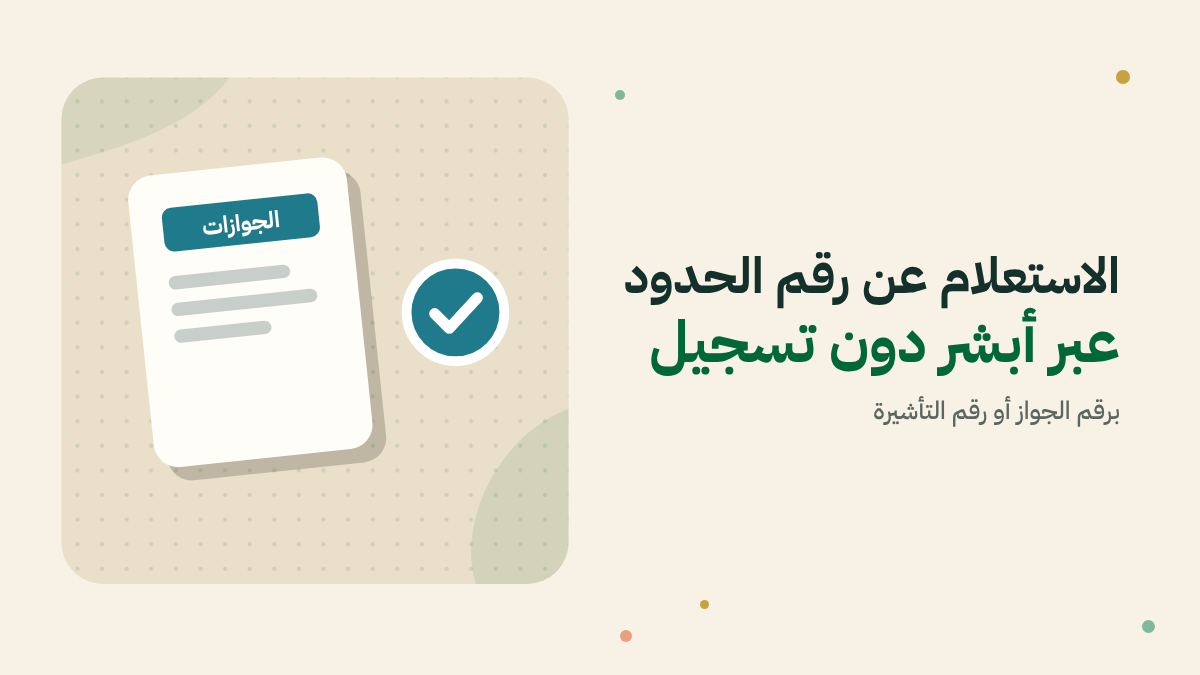 الاستعلام عن رقم الحدود
عبر أبشر دون تسجيل
برقم الجواز أو رقم التأشيرة
الجوازات